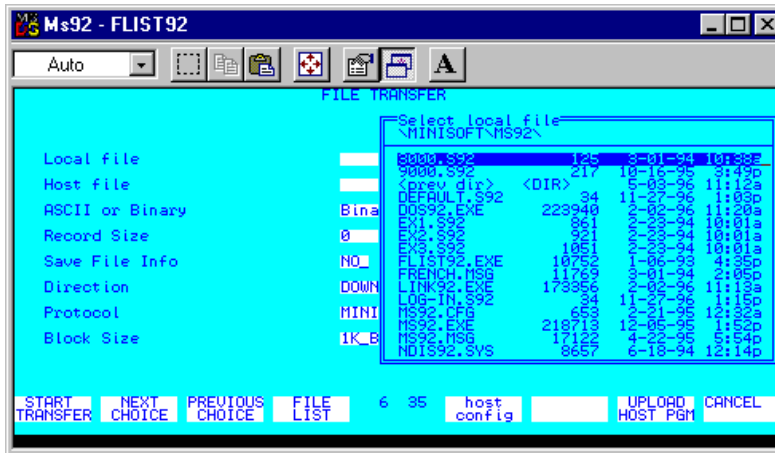 Ms92 - FLIST92
Auto
A
FILE TRANSFER
Select local file
\MINISOFT\MS92\
Local file
Host file
ASCII or Binary Bina
Record Size 0
Save File Info NO_
Direction DOWN
Protocol MINI
Block Size 1K_B
8000.S92 125 3-01-94 10:38
9000.S92 217 10-16-95 3:49p
<prev dir> <DIR> 5-03-96 11:12a
DEFAULT.S92 34 11-27-96 1:03p
DOS92.EXE 223940 2-02-96 11:20a
EX1.S92 861 5-23-94 10:01a
EX2.S92 921 5-23-94 10:01a
EX3.S92 1051 2-23-94 10:01a
FLIST92.EXE 10752 1-06-93 4:35p
FRENCH.MSG 11769 3-01-94 2:05p
LINK92.EXE 173356 2-02-96 11:13a
LOG-IN.S92 34 11-27-96 1:15p
MS92.CFG 653 2-21-95 12:32a
MS92.EXE 218713 12-05-95 1:52p
MS92.MSG 17122 4-22-95 5:54p
NDIS92.SYS 8657 6-18-94 12:14p
START TRANSFER NEXT CHOICE PREVIOUS CHOICE FILE LIST 6 35 host config UPLOAD HOST PGM CANCEL